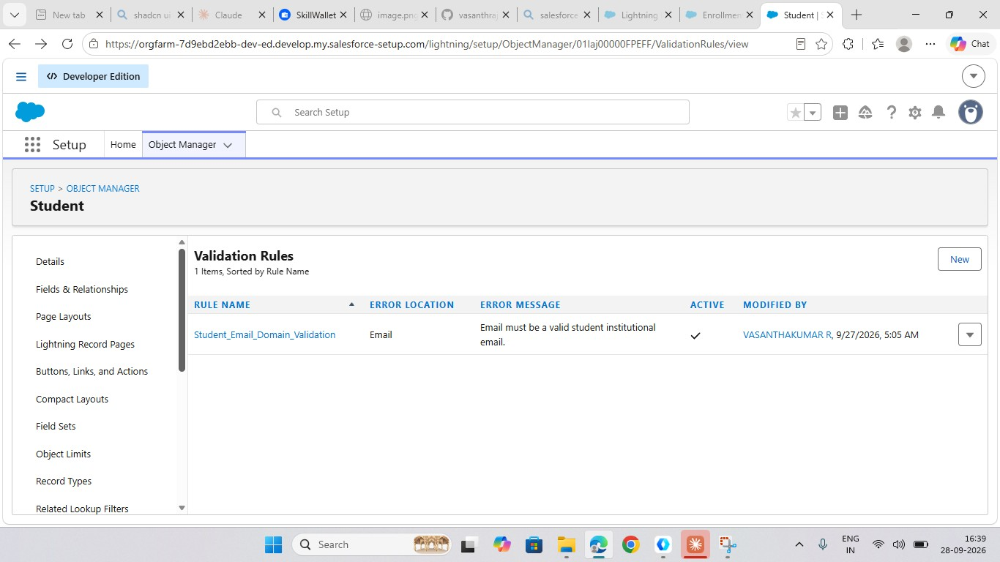 New tab
shadcn ui
Claude
SkillWallet
image.png
vasanthraj
salesforce
Lightning
Enrollmen
Student | S
https://orgfarm-7d9ebd2ebb-dev-ed.develop.my.salesforce-setup.com/lightning/setup/ObjectManager/01Iaj00000FPEFF/ValidationRules/view
Chat
Developer Edition
Search Setup
Setup
Home
Object Manager
SETUP > OBJECT MANAGER
Student
Details
Fields & Relationships
Page Layouts
Lightning Record Pages
Buttons, Links, and Actions
Compact Layouts
Field Sets
Object Limits
Record Types
Related Lookup Filters
Validation Rules
1 Items, Sorted by Rule Name
New
RULE NAME ERROR LOCATION ERROR MESSAGE ACTIVE MODIFIED BY
Student_Email_Domain_Validation Email Email must be a valid student institutional
email.
VASANTHAKUMAR R, 9/27/2026, 5:05 AM
Search
ENG
IN
16:39
28-09-2026